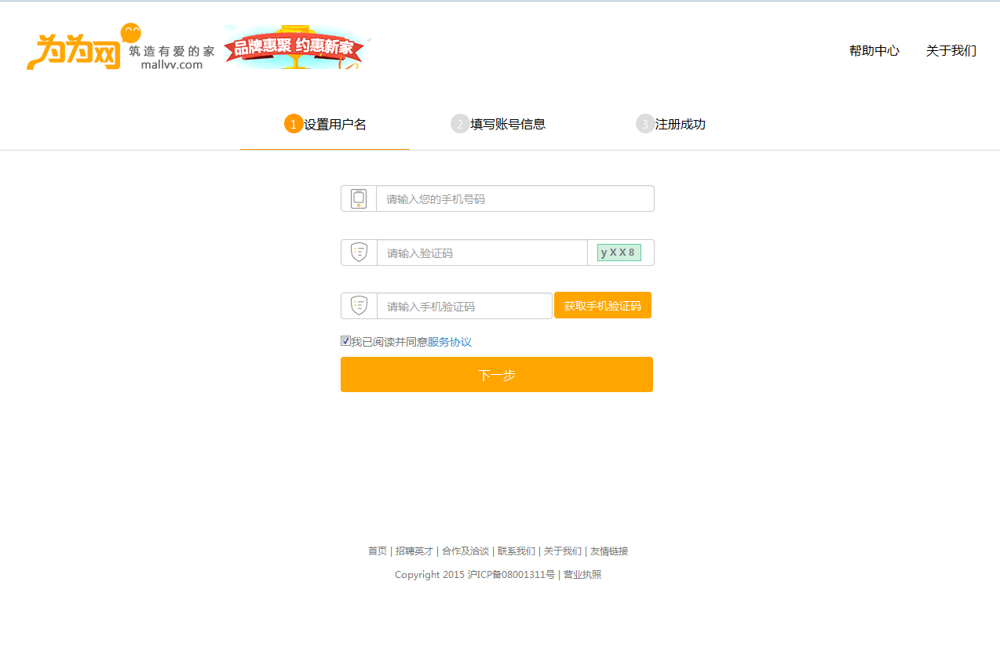 为为网 筑造有爱的家 品牌惠聚 约惠新家 帮助中心 关于我们
mallvv.com
1 设置用户名 2 填写账号信息 3 注册成功
请输入您的手机号码
请输入验证码 yXX8
请输入手机验证码 获取手机验证码
我已阅读并同意服务协议
下一步
首页 | 招聘英才 | 合作及洽谈 | 联系我们 | 关于我们 | 友情链接
Copyright 2015 沪ICP备08001311号 | 营业执照